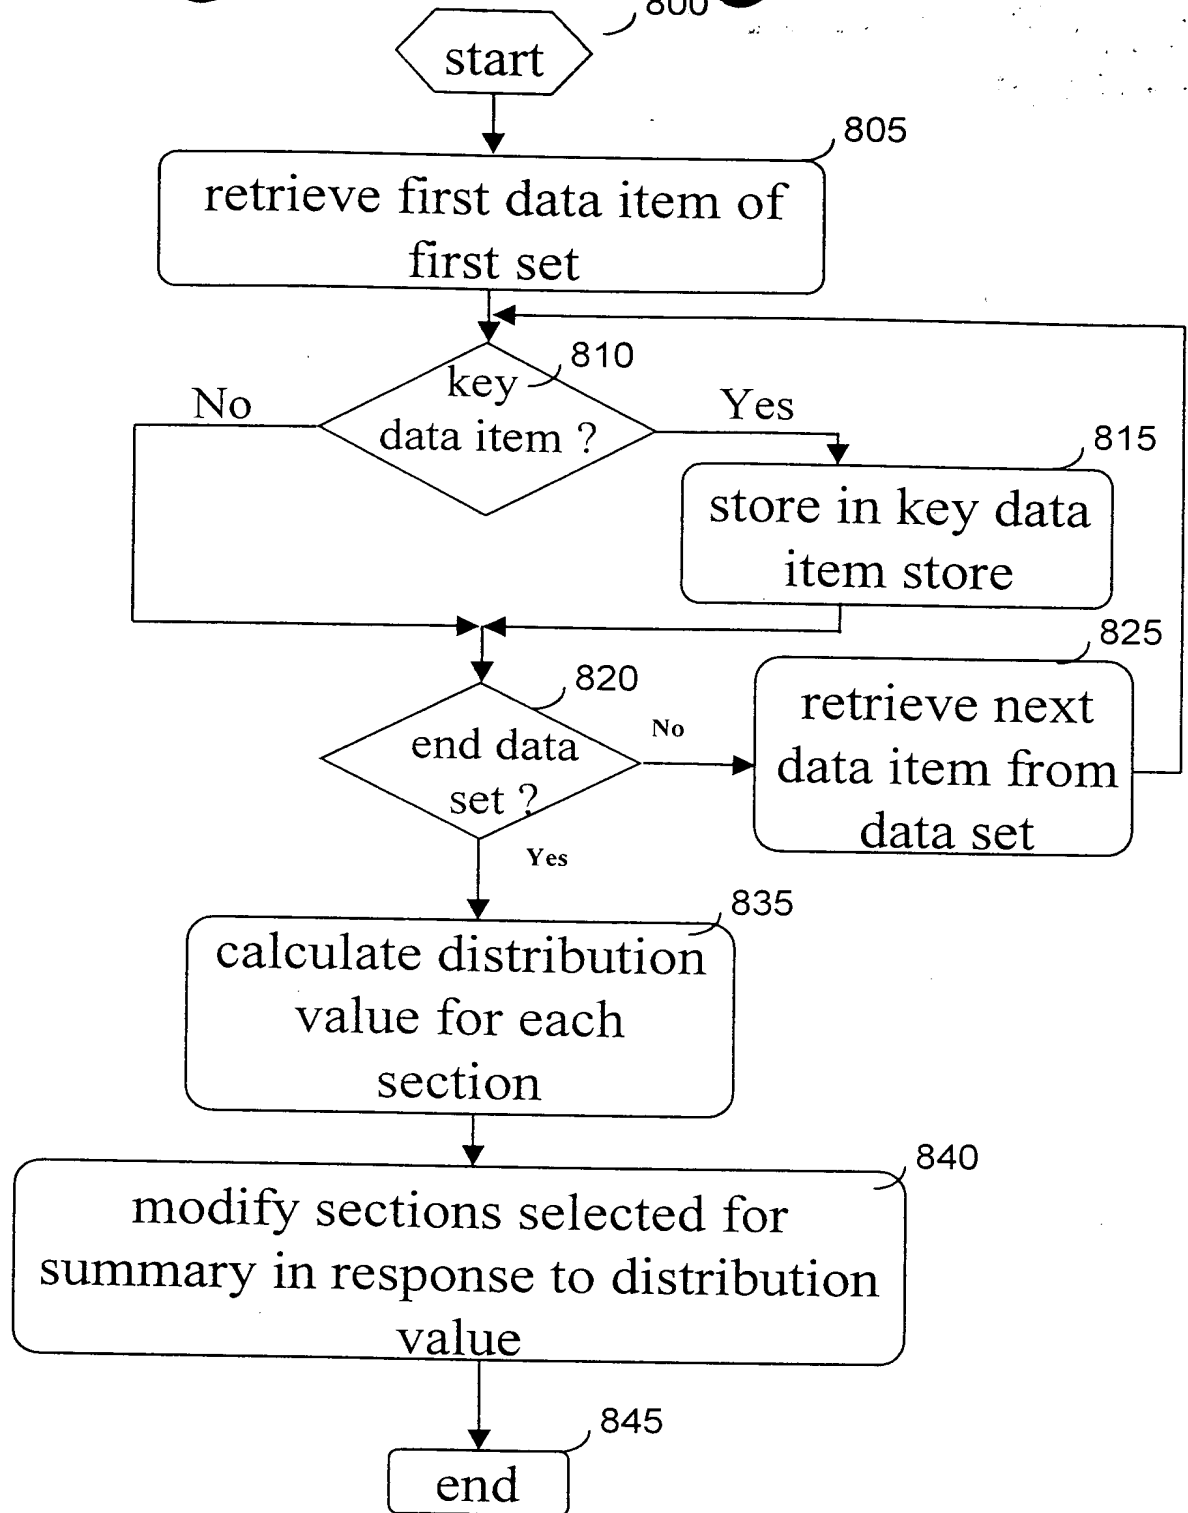 800
start
805
retrieve first data item of
first set
810
key
data item ?
No
Yes
815
store in key data
item store
820
end data
set ?
No
Yes
825
retrieve next
data item from
data set
835
calculate distribution
value for each
section
840
modify sections selected for
summary in response to distribution
value
845
end